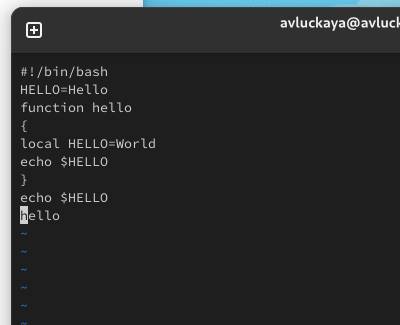 avluckaya@avluck
#!/bin/bash
HELLO=Hello
function hello
{
local HELLO=World
echo $HELLO
}
echo $HELLO
hello
~
~
~
~
~
~